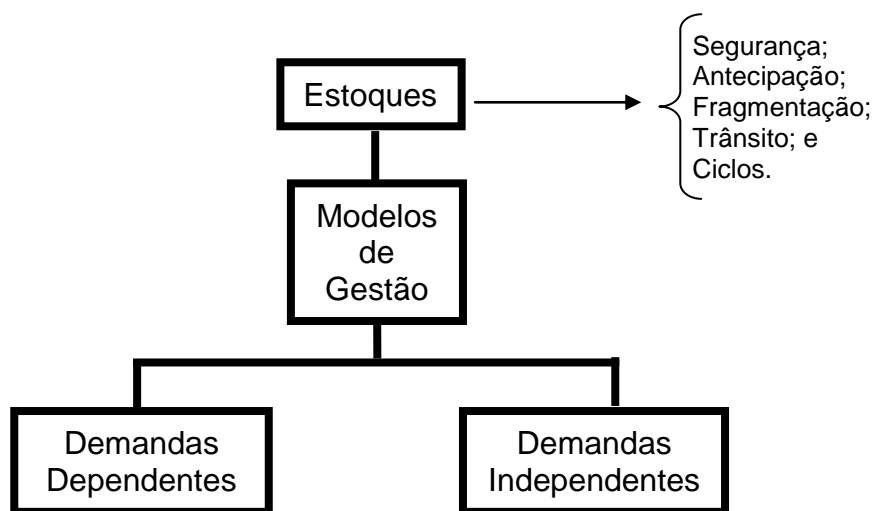 Estoques
Segurança;
Antecipação;
Fragmentação;
Trânsito; e
Ciclos.
Modelos
de
Gestão
Demandas
Dependentes
Demandas
Independentes